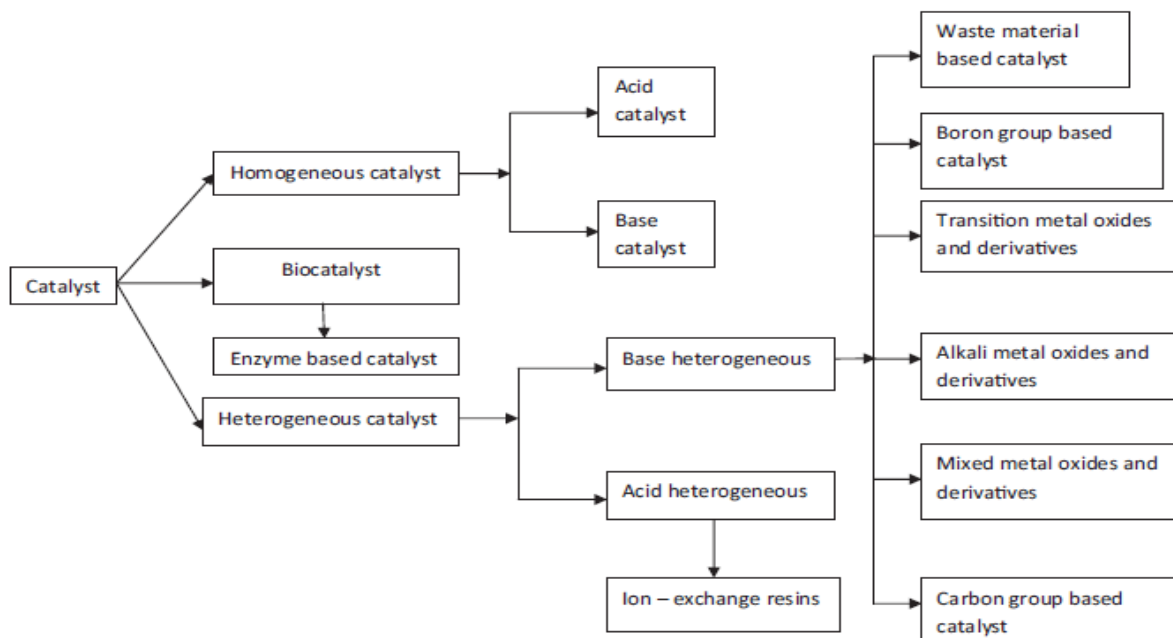 Catalyst
Homogeneous catalyst
Acid
catalyst
Base
catalyst
Biocatalyst
Enzyme based catalyst
Heterogeneous catalyst
Base heterogeneous
Acid heterogeneous
Ion – exchange resins
Waste material
based catalyst
Boron group based
catalyst
Transition metal oxides
and derivatives
Alkali metal oxides and
derivatives
Mixed metal oxides and
derivatives
Carbon group based
catalyst